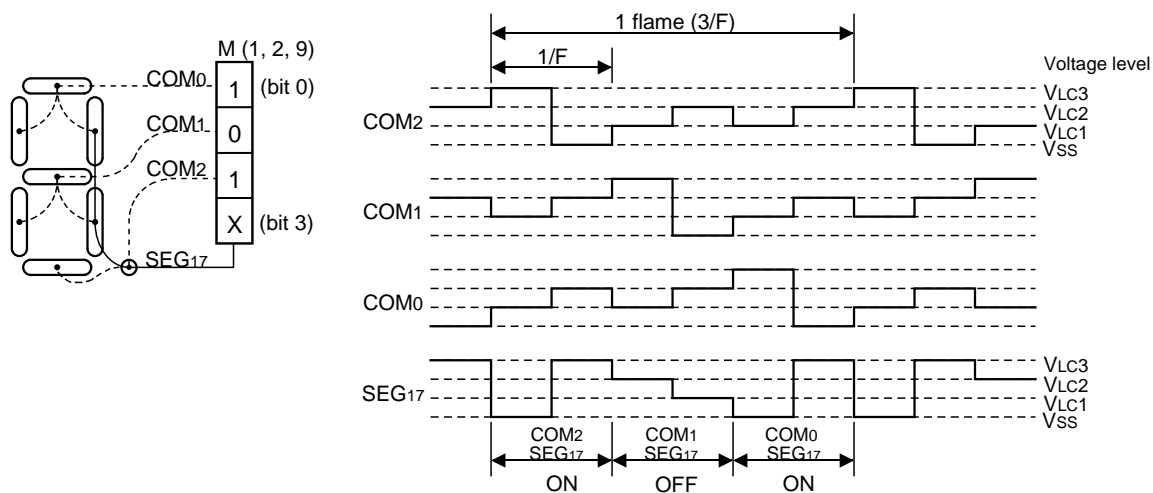 1 flame (3/F)
1/F
M (1, 2, 9)
COM0
1
(bit 0)
COM1
0
COM2
1
X
(bit 3)
SEG17
Voltage level
COM2
VLC3
VLC2
VLC1
VSS
COM1
COM0
SEG17
VLC3
VLC2
VLC1
VSS
COM2 COM1 COM0
SEG17 SEG17 SEG17
ON OFF ON